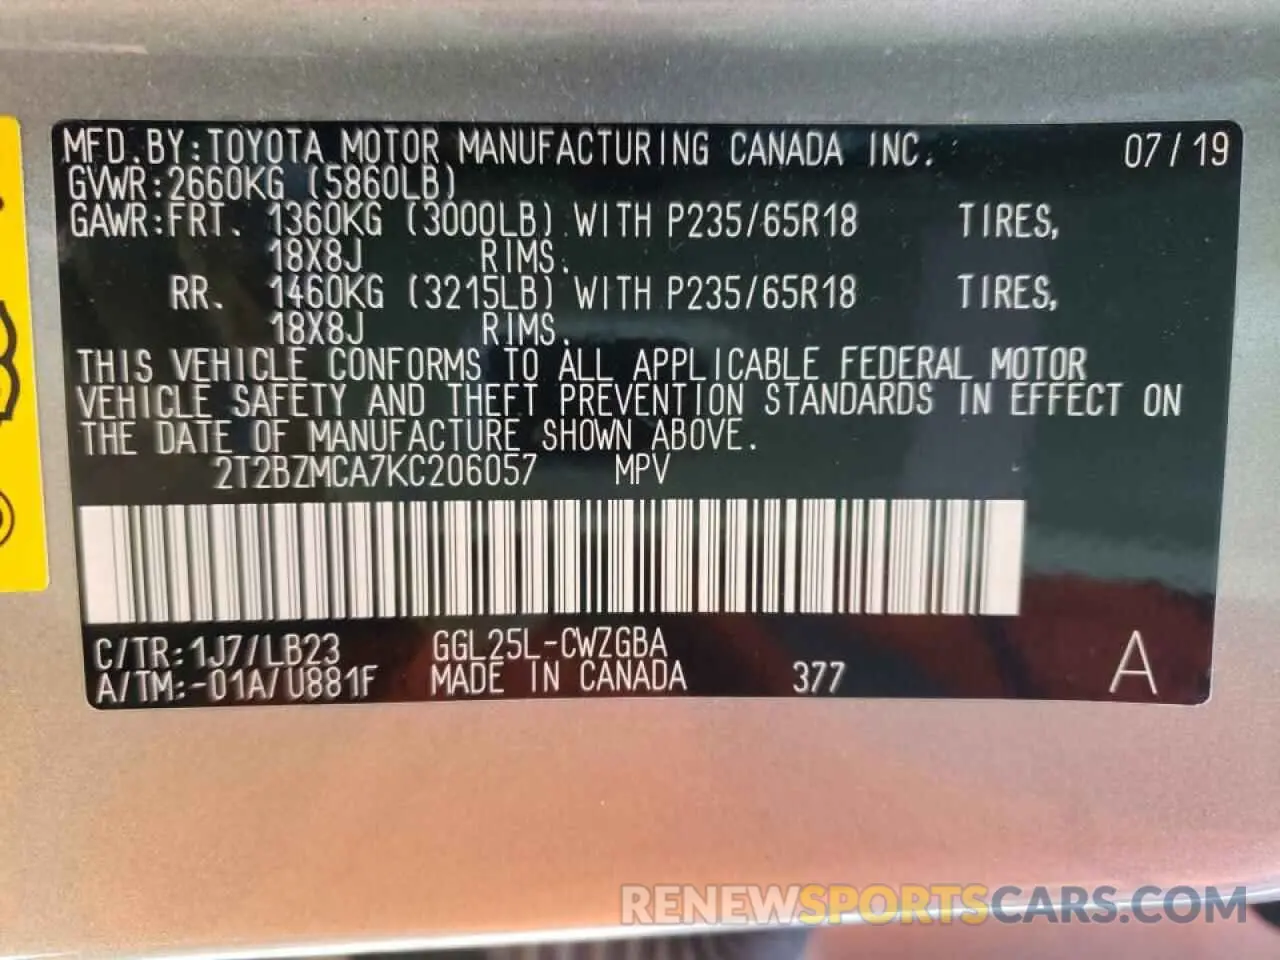 MFD.BY:TOYOTA MOTOR MANUFACTURING CANADA INC. 07/19
GVWR:2660KG (5860LB)
GAWR:FRT. 1360KG (3000LB) WITH P235/65R18 TIRES,
18X8J RIMS.
RR. 1460KG (3215LB) WITH P235/65R18 TIRES,
18X8J RIMS.
THIS VEHICLE CONFORMS TO ALL APPLICABLE FEDERAL MOTOR
VEHICLE SAFETY AND THEFT PREVENTION STANDARDS IN EFFECT ON
THE DATE OF MANUFACTURE SHOWN ABOVE.
2T2BZMCA7KC206057 MPV
C/TR:1J7/LB23 GGL25L-CWZGBA
A/TM:-01A/U881F MADE IN CANADA 377 A
RENEWSPORTSCARS.COM